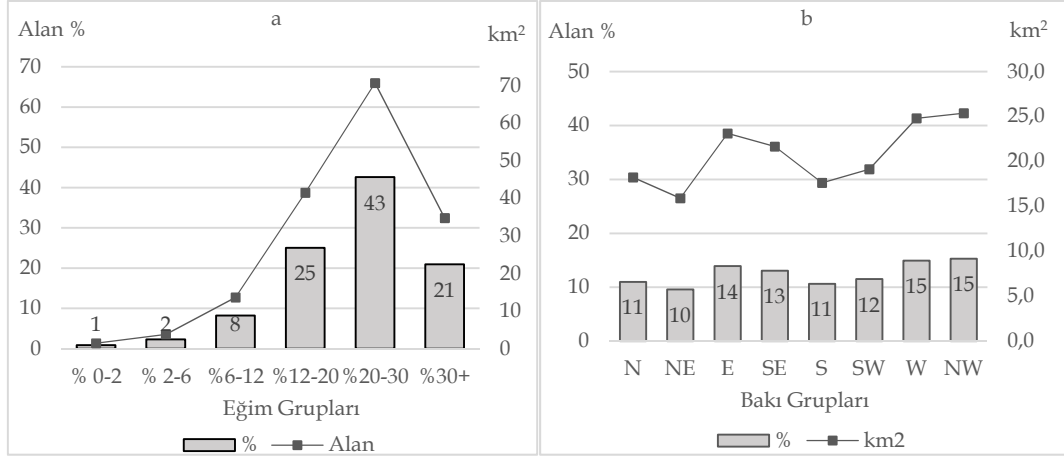 a
Alan %
km²
70
60
50
40
30
20
10
0
70
60
50
40
30
20
10
0
1
2
8
25
43
21
% 0-2
% 2-6
%6-12
%12-20
%20-30
%30+
Eğim Grupları
%
Alan
b
Alan %
km²
50
40
30
20
10
0
30,0
25,0
20,0
15,0
10,0
5,0
0,0
11
10
14
13
11
12
15
15
N
NE
E
SE
S
SW
W
NW
Bakı Grupları
%
km2